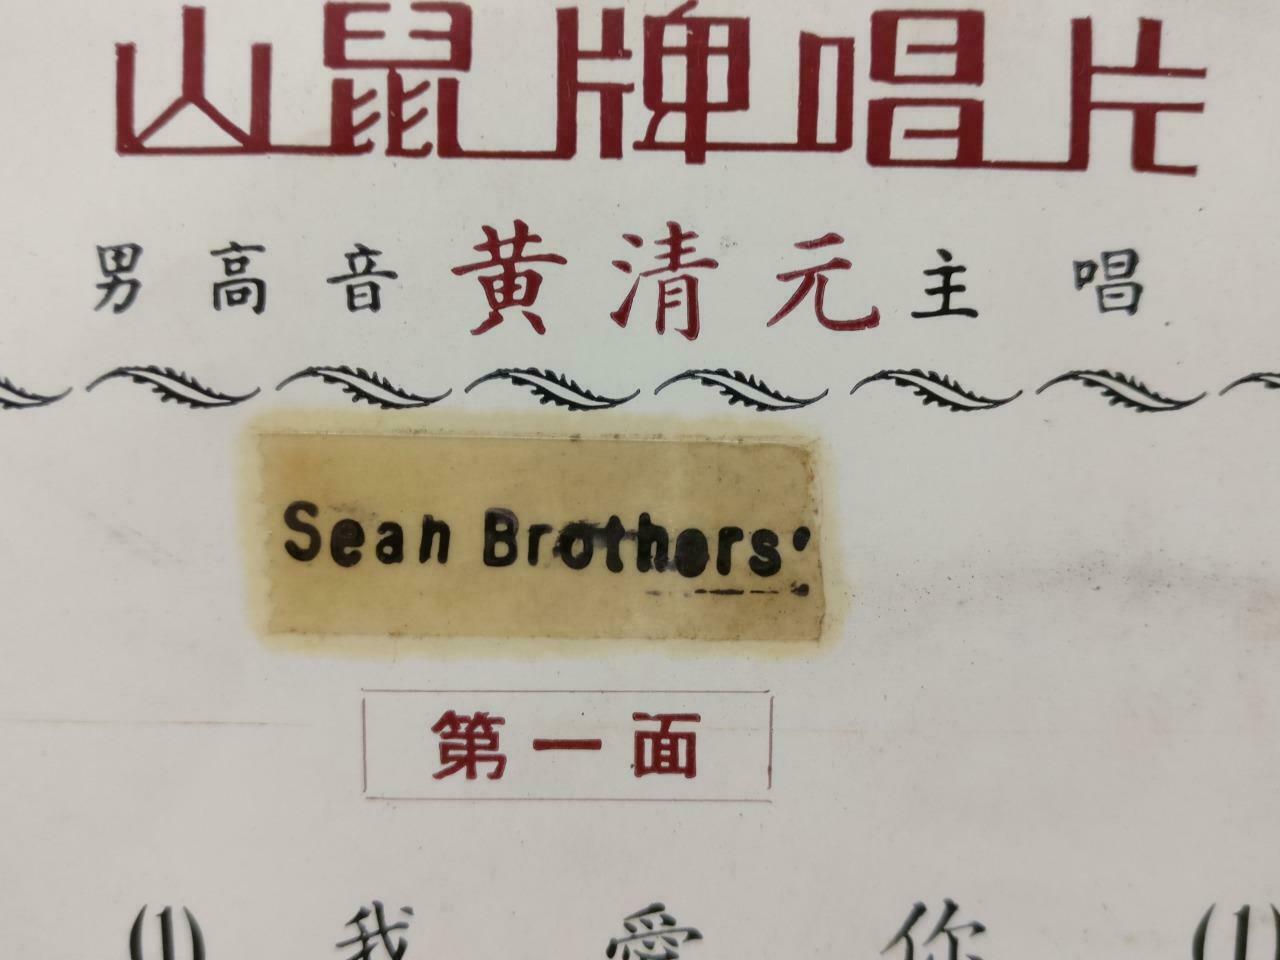 山鼠牌唱片
男高音 黄清元 主唱
Sean Brothers'
第一面
(1) 我 愛 你 (1)